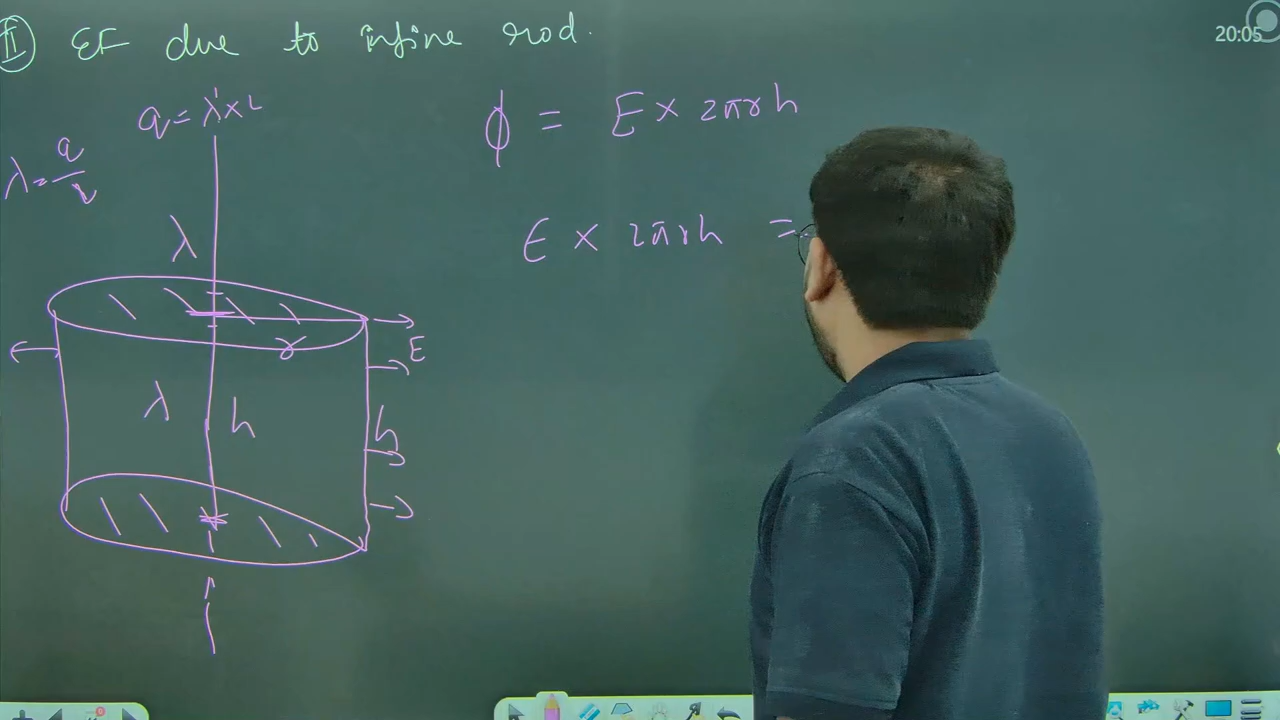 II EF due to infine rod.
20:05
q = λ × L
λ = q/L
ϕ = E × 2πrh
E × 2πrh =
λ
r
E
λ h h